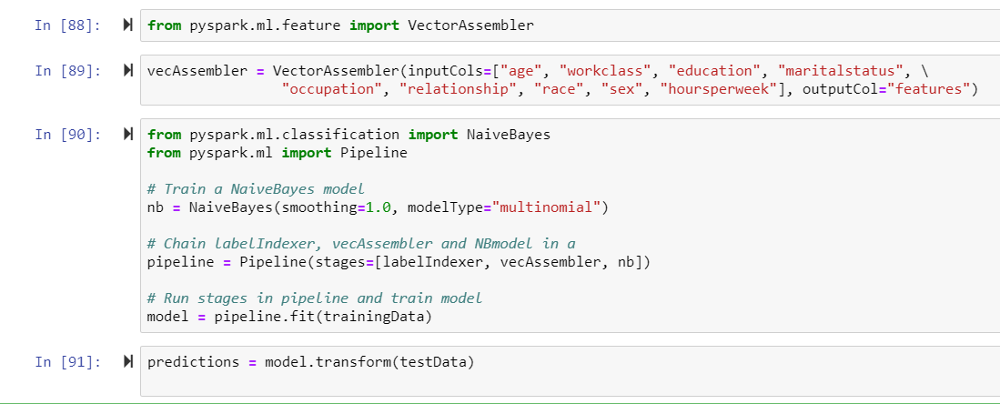 In [88]: from pyspark.ml.feature import VectorAssembler
In [89]: vecAssembler = VectorAssembler(inputCols=["age", "workclass", "education", "maritalstatus", \
"occupation", "relationship", "race", "sex", "hoursperweek"], outputCol="features")
In [90]: from pyspark.ml.classification import NaiveBayes
from pyspark.ml import Pipeline
# Train a NaiveBayes model
nb = NaiveBayes(smoothing=1.0, modelType="multinomial")
# Chain labelIndexer, vecAssembler and NBmodel in a
pipeline = Pipeline(stages=[labelIndexer, vecAssembler, nb])
# Run stages in pipeline and train model
model = pipeline.fit(trainingData)
In [91]: predictions = model.transform(testData)